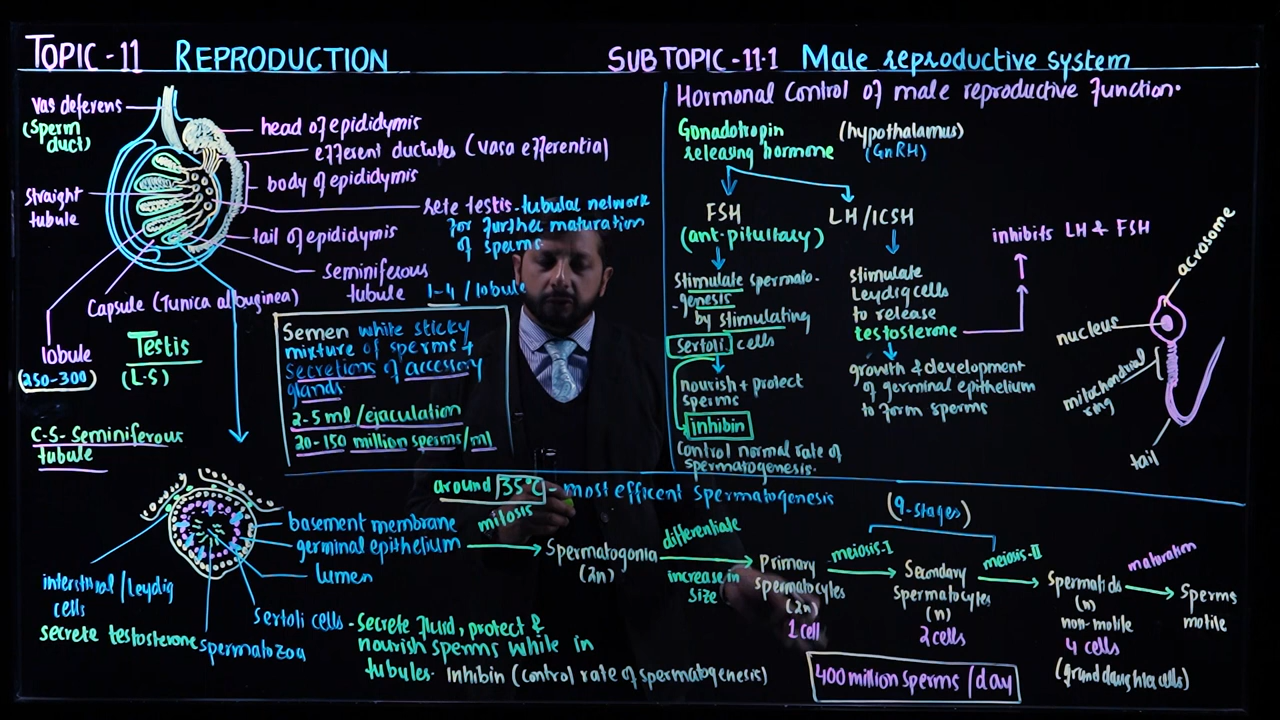 TOPIC-11 REPRODUCTION
SUBTOPIC-11.1 Male reproductive system
Vas deferens
(Sperm
duct)
head of epididymis
efferent ductules (vasa efferential)
body of epididymis
Straight
tubule
rete testis-tubular network
for further maturation
of sperms
tail of epididymis
seminiferous
tubule 1-4/lobule
Capsule (Tunica albuginea)
lobule
(250-300)
Testis
(L-S)
Semen white sticky
mixture of sperms +
secretions of accessory
glands.
2-5 ml/ejaculation
20-150 million sperms/ml
C-S-Seminiferous
tubule
Hormonal Control of male reproductive function.
Gonadotropin
releasing hormone
(hypothalamus)
(GnRH)
FSH
(ant-pitultary)
stimulate spermato-
-genesis
by stimulating
sertoli cells
nourish + protect
sperms
inhibin
control normal rate of
spermatogenesis.
LH/ICSH
stimulate
Leydig cells
to release
testosterone
growth & development
of germinal epithelium
to form sperms
inhibits LH & FSH
acrosome
nucleus
mitochondrial
ring
tail
around 35°C - most efficent spermatogenesis
basement membrane
germinal epithelium
lumen
interstitial/Leydig
cells
secrete testosterone
spermatozoa
sertoli cells - secrete fluid, protect &
nourish sperms while in
tubules. Inhibin (control rate of spermatogenesis)
mitosis
Spermatogonia
(2n)
differentiate
increase in
size
Primary
spermatocytes
(2n)
1 cell
(9-stages)
meiosis-I
Secondary
spermatocytes
(n)
2 cells
meiosis-II
Spermatids
(n)
non-motile
4 cells
(grand daughter cells)
maturation
Sperms
motile
400 million sperms/day